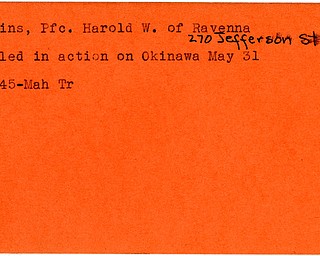 ins, Pfc. Harold W. of Ravenna
270 Jefferson St
led in action on Okinawa May 31
45-Mah Tr